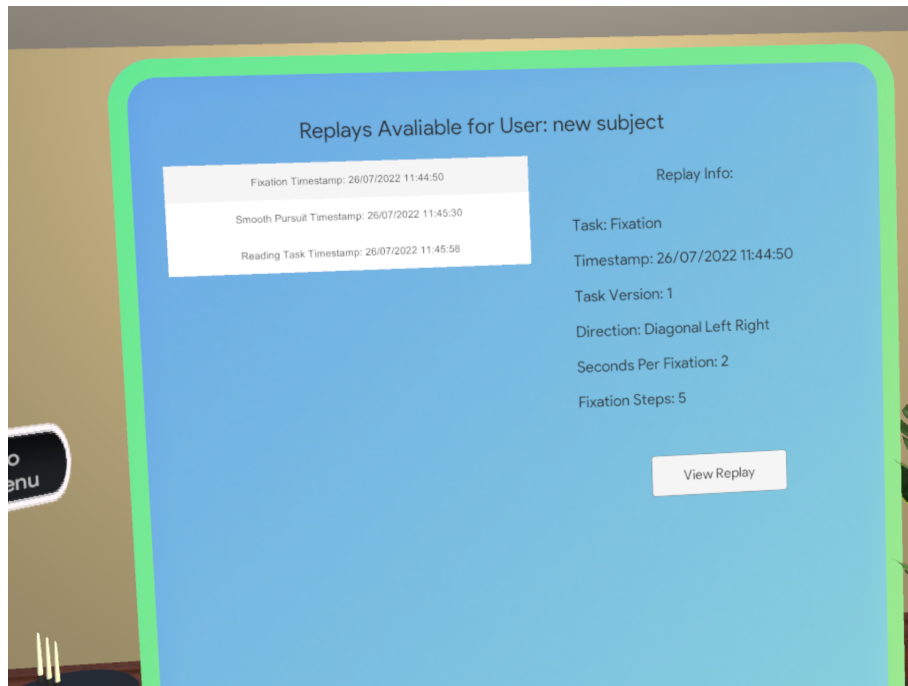 Replays Avaliable for User: new subject
Fixation Timestamp: 26/07/2022 11:44:50
Smooth Pursuit Timestamp: 26/07/2022 11:45:30
Reading Task Timestamp: 26/07/2022 11:45:58
Replay Info:
Task: Fixation
Timestamp: 26/07/2022 11:44:50
Task Version: 1
Direction: Diagonal Left Right
Seconds Per Fixation: 2
Fixation Steps: 5
View Replay